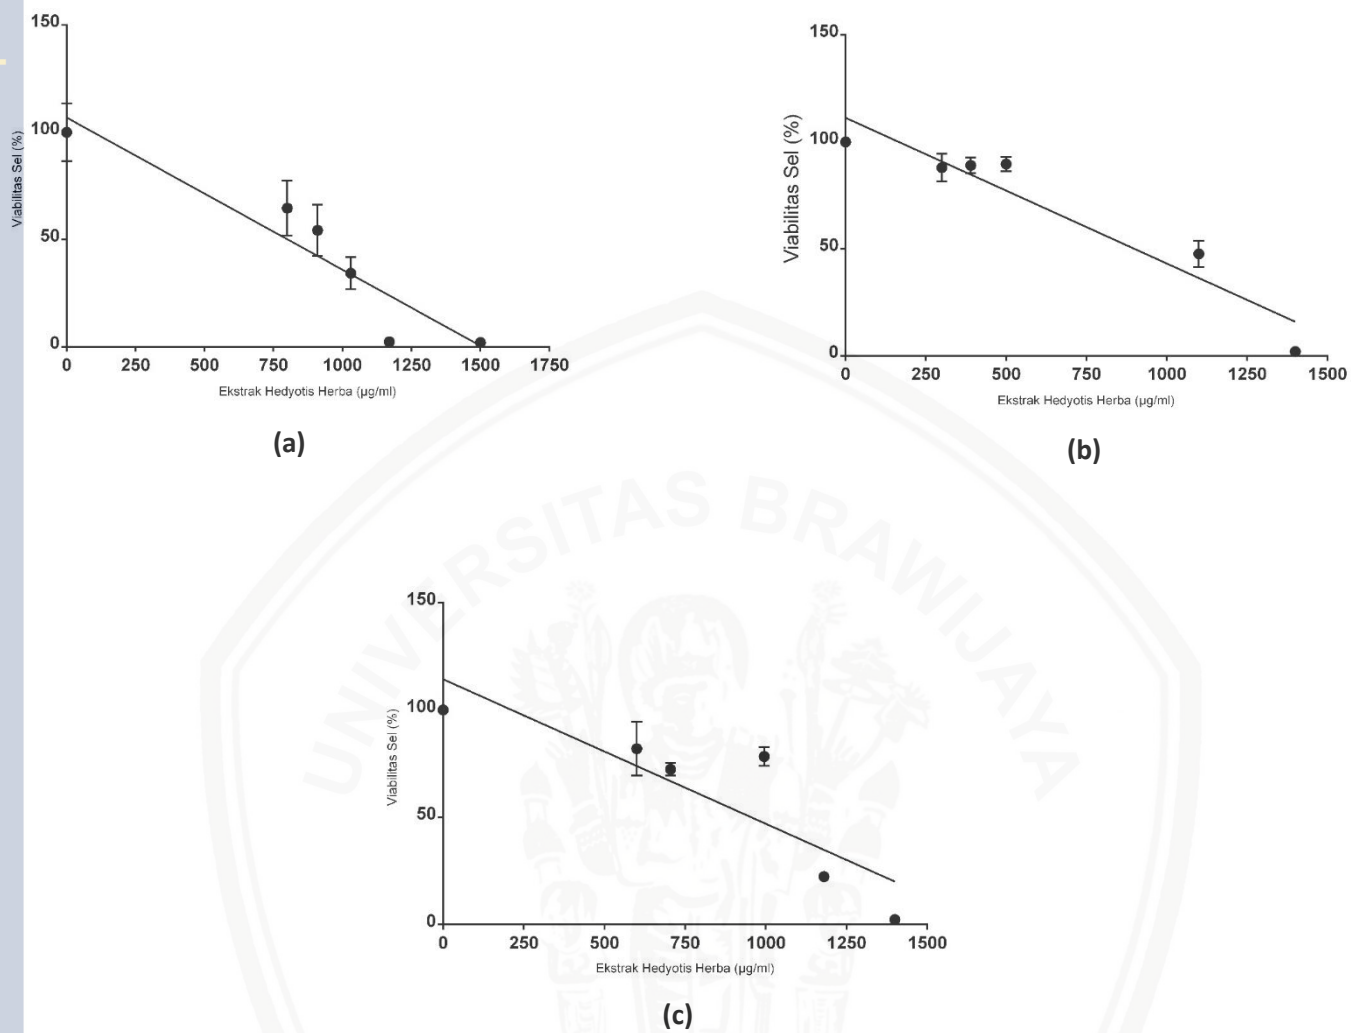 150
100
50
0
Viabilitas Sel (%)
0 250 500 750 1000 1250 1500 1750
Ekstrak Hedyotis Herba (µg/ml)
(a)
150
100
50
0
Viabilitas Sel (%)
0 250 500 750 1000 1250 1500
Ekstrak Hedyotis Herba (µg/ml)
(b)
UNIVERSITAS BRAWIJAYA
150
100
50
0
Viabilitas Sel (%)
0 250 500 750 1000 1250 1500
Ekstrak Hedyotis Herba (µg/ml)
(c)